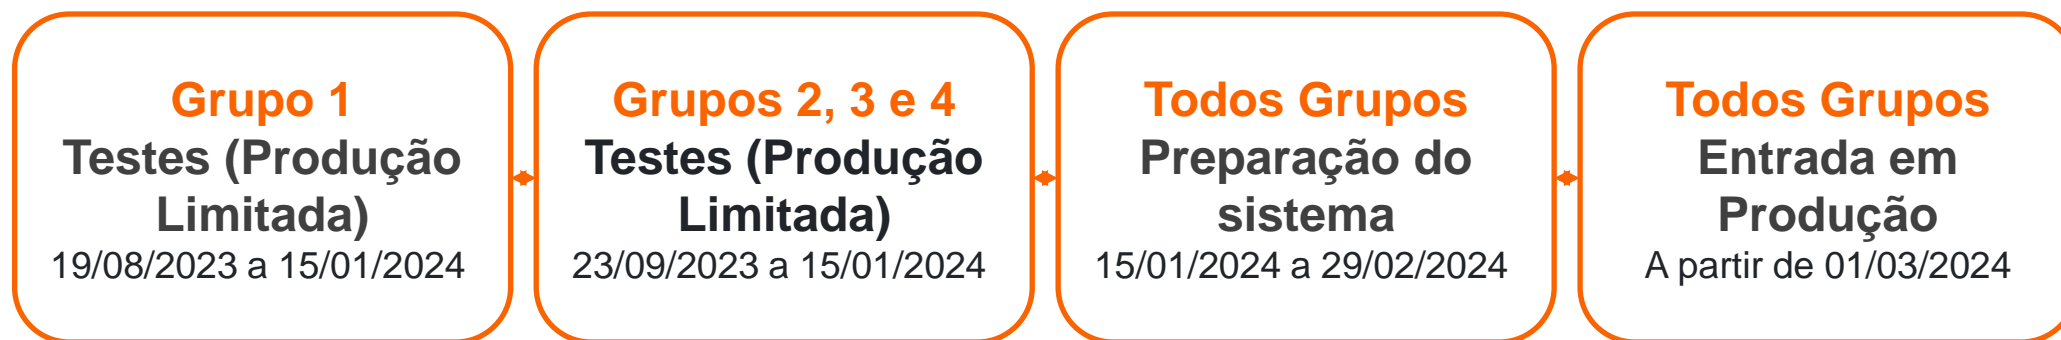 Grupo 1
Testes (Produção
Limitada)
19/08/2023 a 15/01/2024
Grupos 2, 3 e 4
Testes (Produção
Limitada)
23/09/2023 a 15/01/2024
Todos Grupos
Preparação do
sistema
15/01/2024 a 29/02/2024
Todos Grupos
Entrada em
Produção
A partir de 01/03/2024